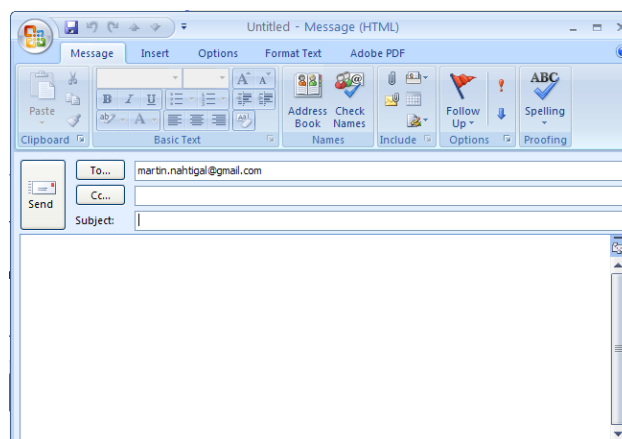 Untitled - Message (HTML)
Message Insert Options Format Text Adobe PDF
ABC
Paste
B I U
ab
A
A A
Address Book
Check Names
Follow Up
Spelling
Clipboard Basic Text Names Include Options Proofing
Send
To... martin.nahtigal@gmail.com
Cc...
Subject: